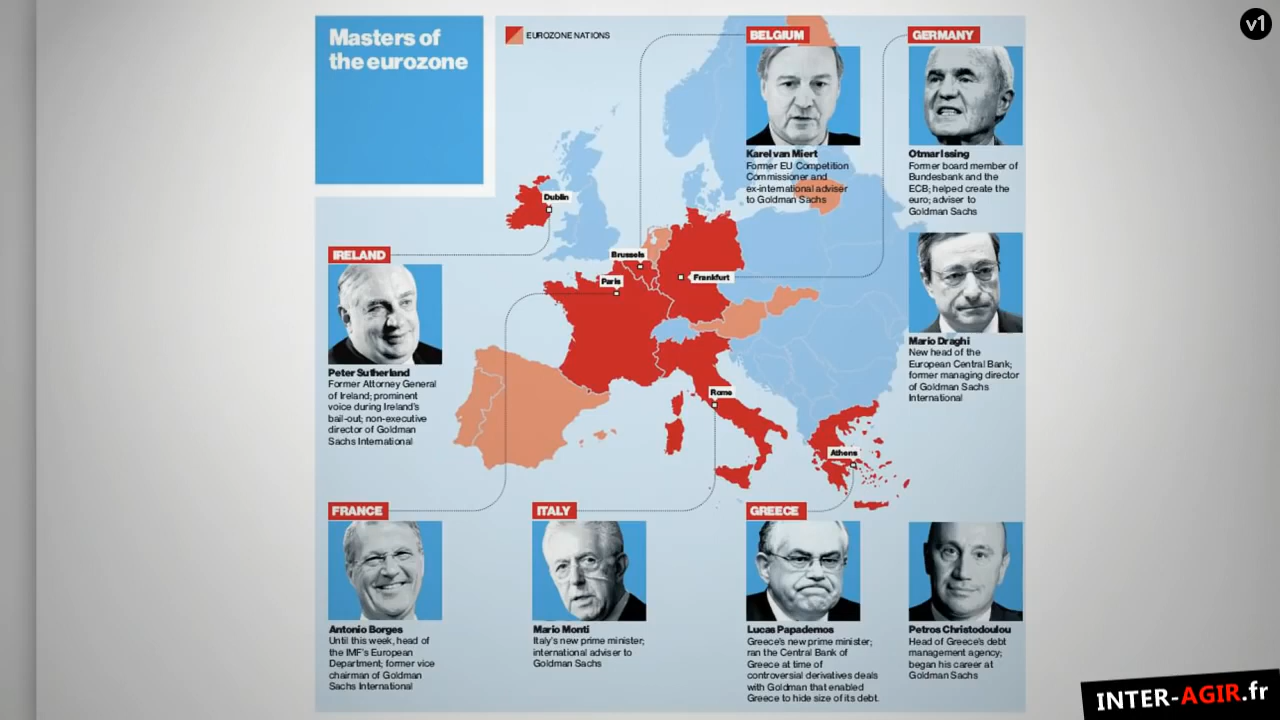 v1
Masters of
the eurozone
EUROZONE NATIONS
BELGIUM
Karel van Miert
Former EU Competition
Commissioner and
ex-international adviser
to Goldman Sachs
GERMANY
Otmar Issing
Former board member of
Bundesbank and the
ECB; helped create the
euro; adviser to
Goldman Sachs
Mario Draghi
New head of the
European Central Bank;
former managing director
of Goldman Sachs
International
Dublin
Brussels
Paris
Frankfurt
Rome
Athens
IRELAND
Peter Sutherland
Former Attorney General
of Ireland; prominent
voice during Ireland's
bail-out; non-executive
director of Goldman
Sachs International
FRANCE
Antonio Borges
Until this week, head of
the IMF's European
Department; former vice
chairman of Goldman
Sachs International
ITALY
Mario Monti
Italy's new prime minister;
international adviser to
Goldman Sachs
GREECE
Lucas Papademos
Greece's new prime minister;
ran the Central Bank of
Greece at time of
controversial derivatives deals
with Goldman that enabled
Greece to hide size of its debt.
Petros Christodoulou
Head of Greece's debt
management agency;
began his career at
Goldman Sachs
INTER-AGIR.fr